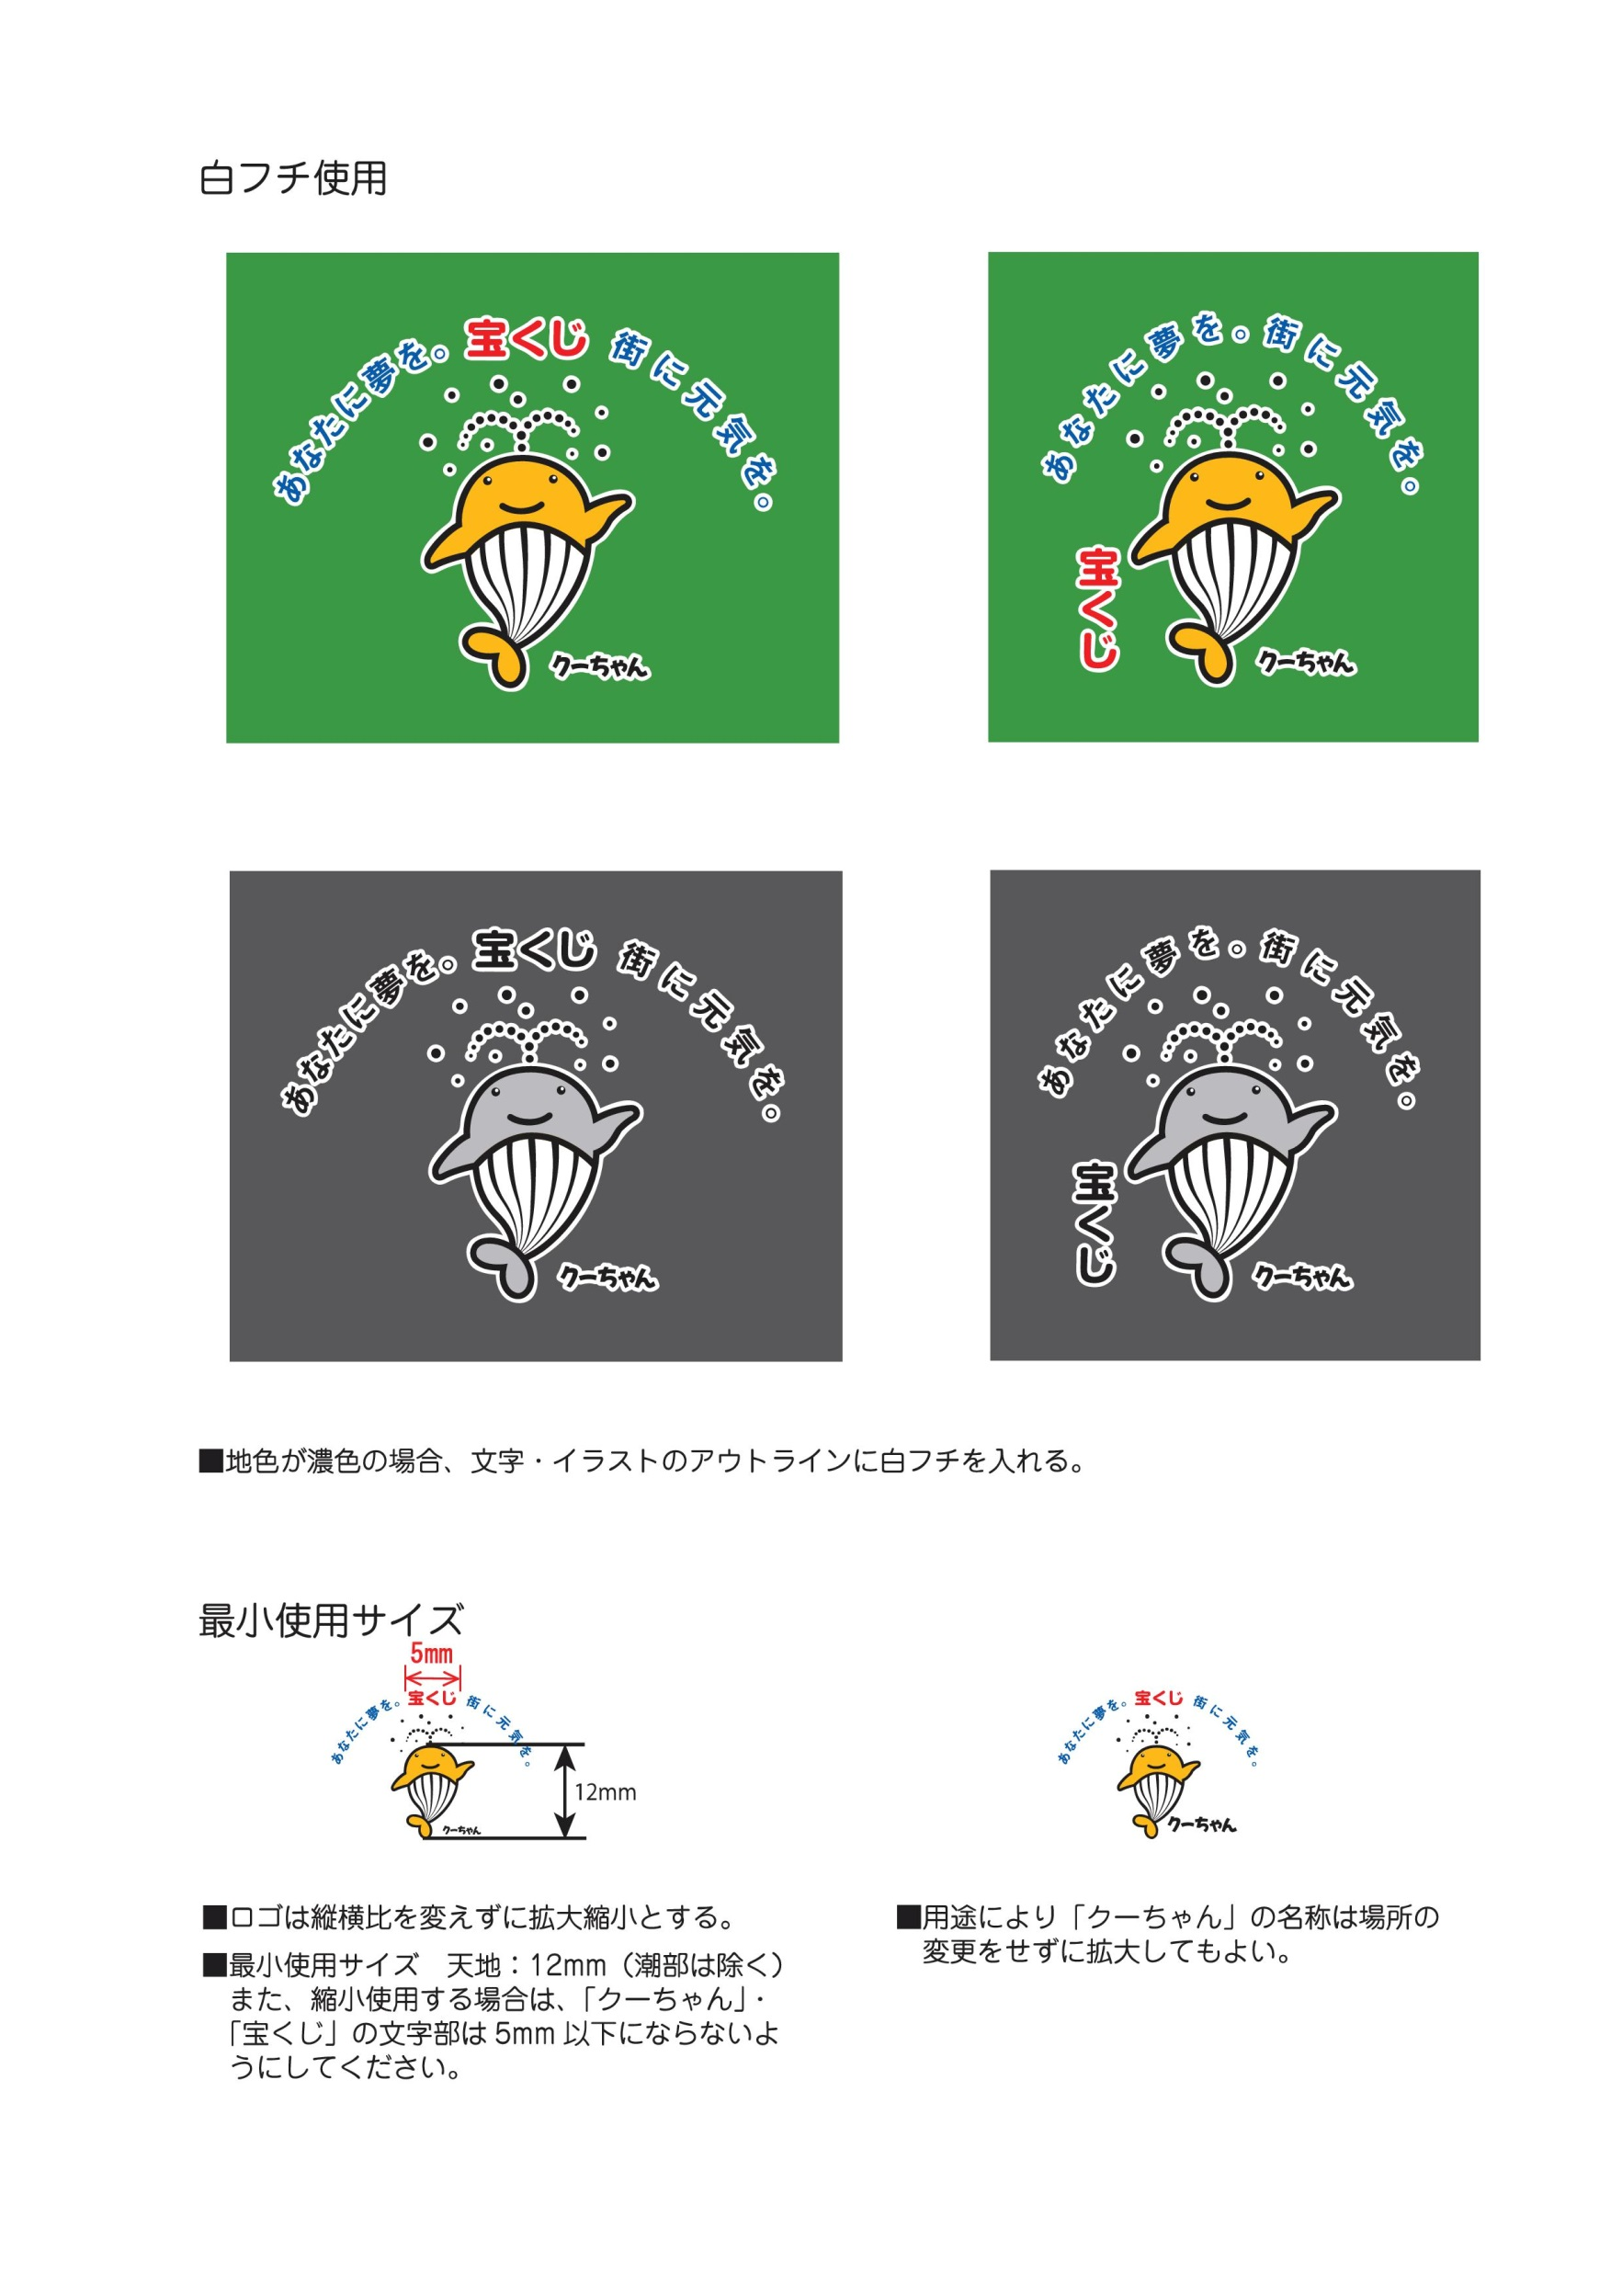 白フチ使用
あなたに夢を。宝くじ 街に元気を。
クーちゃん
あなたに夢を。街に元気を。
宝くじ
クーちゃん
あなたに夢を。宝くじ 街に元気を。
クーちゃん
あなたに夢を。街に元気を。
宝くじ
クーちゃん
■地色が濃色の場合、文字・イラストのアウトラインに白フチを入れる。
最小使用サイズ
5mm
あなたに夢を。宝くじ 街に元気を。
12mm
クーちゃん
あなたに夢を。宝くじ 街に元気を。
クーちゃん
■ロゴは縦横比を変えずに拡大縮小とする。
■最小使用サイズ 天地：12mm（潮部は除く）
また、縮小使用する場合は、「クーちゃん」・
「宝くじ」の文字部は5mm以下にならないよ
うにしてください。
■用途により「クーちゃん」の名称は場所の
変更をせずに拡大してもよい。